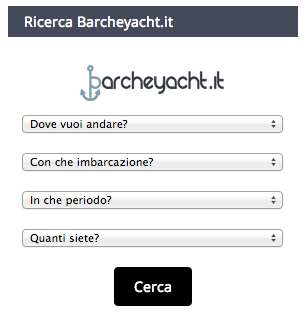 Ricerca Barcheyacht.it
barcheyacht.it
Dove vuoi andare?
Con che imbarcazione?
In che periodo?
Quanti siete?
Cerca